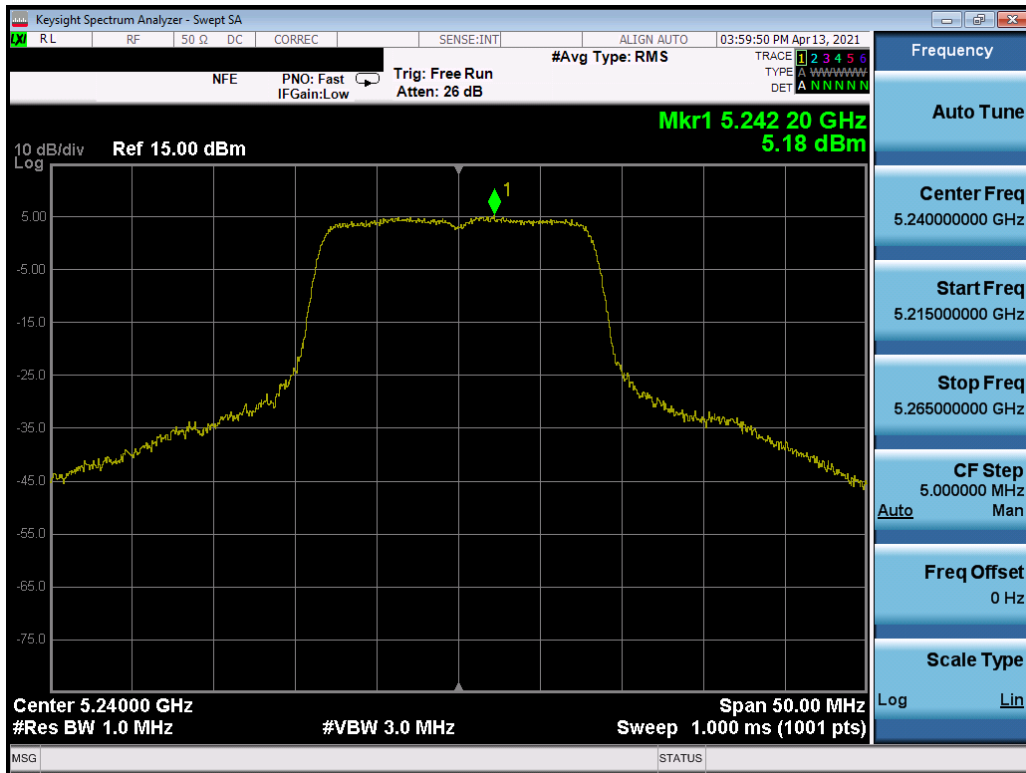 Keysight Spectrum Analyzer - Swept SA
LXI RL RF 50 Ω DC CORREC SENSE:INT ALIGN AUTO 03:59:50 PM Apr 13, 2021
#Avg Type: RMS TRACE 1 2 3 4 5 6
NFE PNO: Fast Trig: Free Run TYPE A WWWWW
IFGain:Low Atten: 26 dB DET A N N N N N
Mkr1 5.242 20 GHz
5.18 dBm
10 dB/div Ref 15.00 dBm
Log
1
5.00
-5.00
-15.0
-25.0
-35.0
-45.0
-55.0
-65.0
-75.0
Center 5.24000 GHz Span 50.00 MHz
#Res BW 1.0 MHz #VBW 3.0 MHz Sweep 1.000 ms (1001 pts)
MSG STATUS
Frequency
Auto Tune
Center Freq
5.240000000 GHz
Start Freq
5.215000000 GHz
Stop Freq
5.265000000 GHz
CF Step
5.000000 MHz
Auto Man
Freq Offset
0 Hz
Scale Type
Log Lin